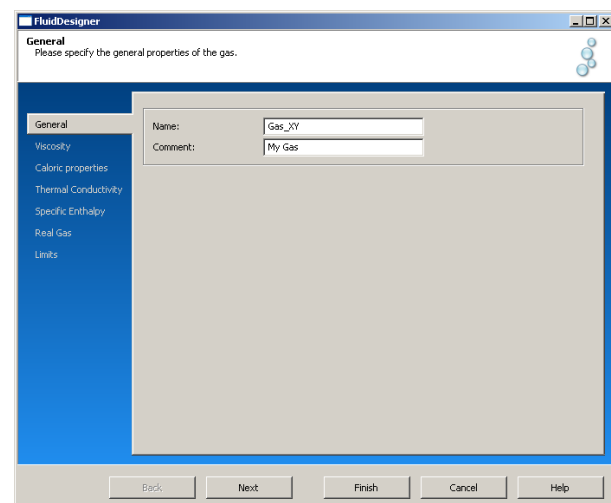 FluidDesigner
General
Please specify the general properties of the gas.
General
Viscosity
Caloric properties
Thermal Conductivity
Specific Enthalpy
Real Gas
Limits
Name: Gas_XY
Comment: My Gas
Back Next Finish Cancel Help